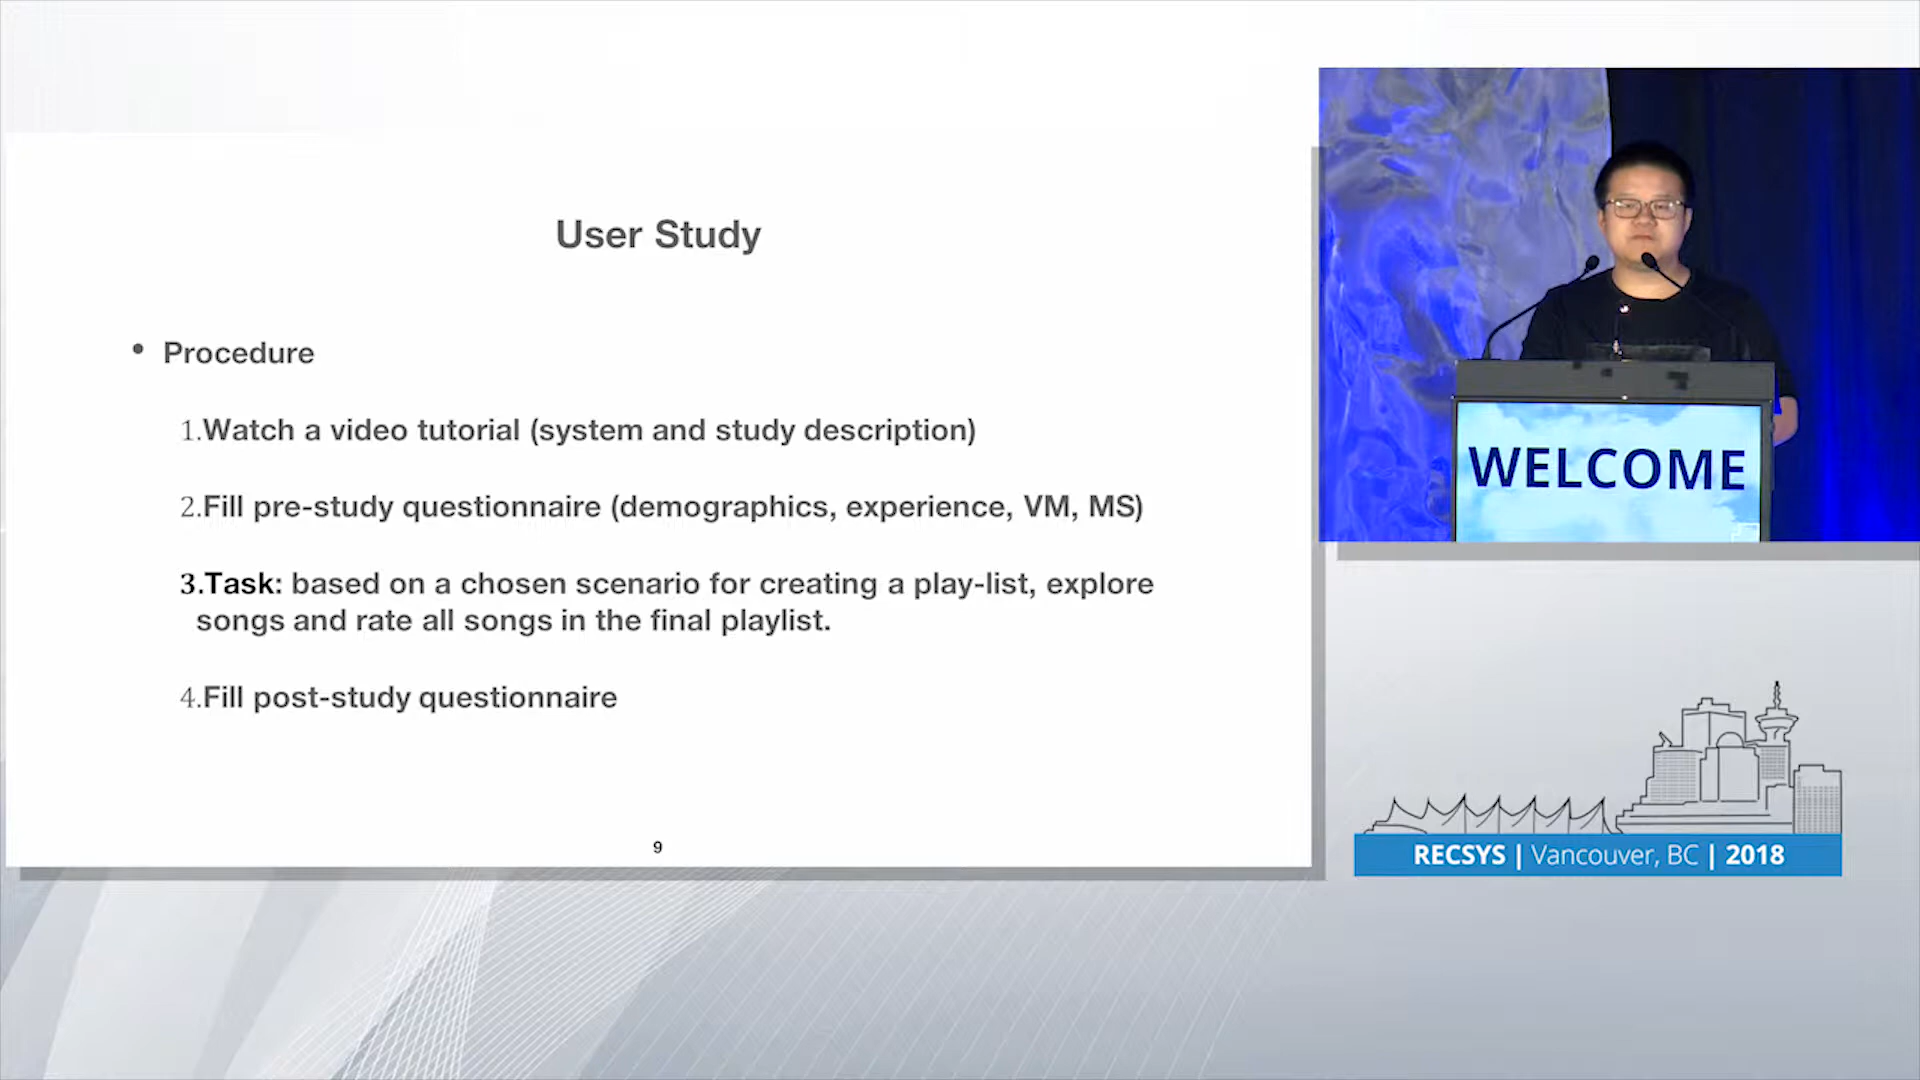 User Study
• Procedure
1.Watch a video tutorial (system and study description)
2.Fill pre-study questionnaire (demographics, experience, VM, MS)
3.Task: based on a chosen scenario for creating a play-list, explore
songs and rate all songs in the final playlist.
4.Fill post-study questionnaire
9
WELCOME
RECSYS | Vancouver, BC | 2018